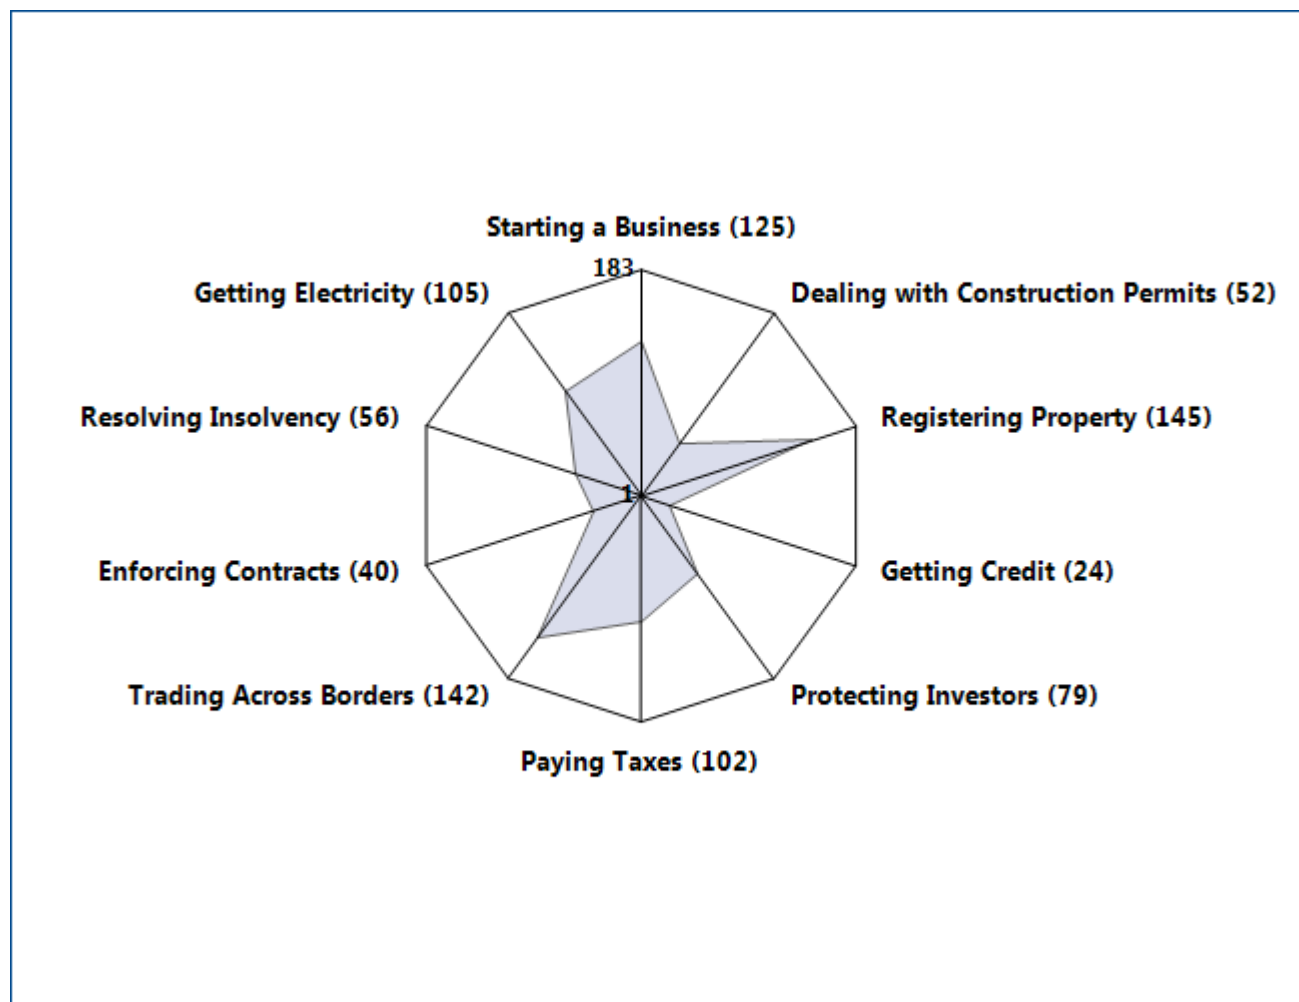 Starting a Business (125)
183
Getting Electricity (105)
Dealing with Construction Permits (52)
Resolving Insolvency (56)
Registering Property (145)
1
Enforcing Contracts (40)
Getting Credit (24)
Trading Across Borders (142)
Protecting Investors (79)
Paying Taxes (102)